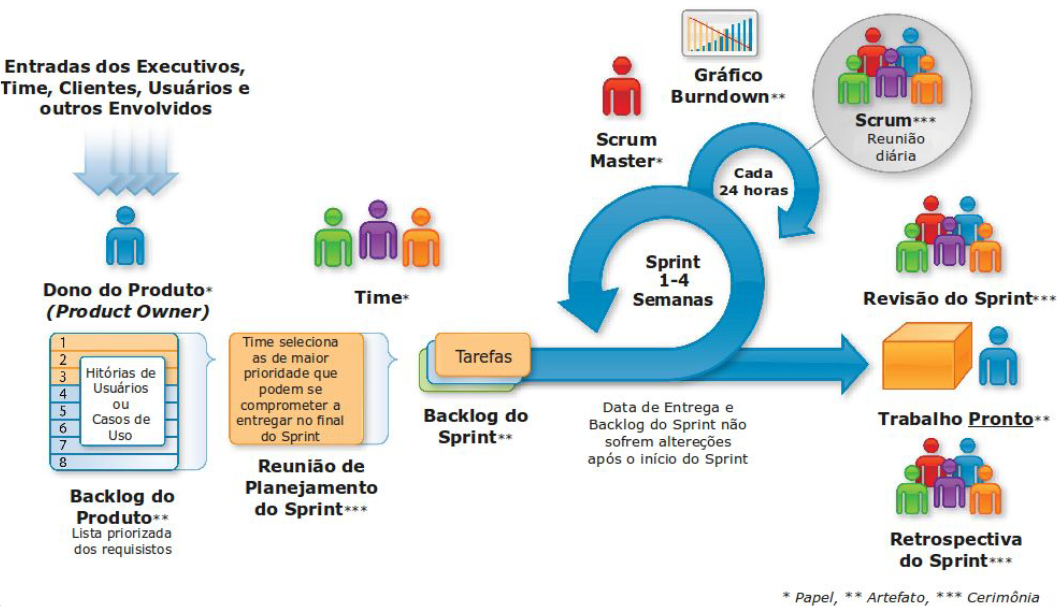 Entradas dos Executivos,
Time, Clientes, Usuários e
outros Envolvidos
Dono do Produto*
(Product Owner)
1
2
3
4
5
6
7
8
Hitórias de
Usuários
ou
Casos de
Uso
Backlog do
Produto**
Lista priorizada
dos requisistos
Time*
Time seleciona
as de maior
prioridade que
podem se
comprometer a
entregar no final
do Sprint
Reunião de
Planejamento
do Sprint***
Tarefas
Backlog do
Sprint**
Scrum
Master*
Gráfico
Burndown**
Scrum***
Reunião
diária
Cada
24 horas
Sprint
1-4
Semanas
Data de Entrega e
Backlog do Sprint não
sofrem altereções
após o início do Sprint
Revisão do Sprint***
Trabalho Pronto**
Retrospectiva
do Sprint***
* Papel, ** Artefato, *** Cerimônia